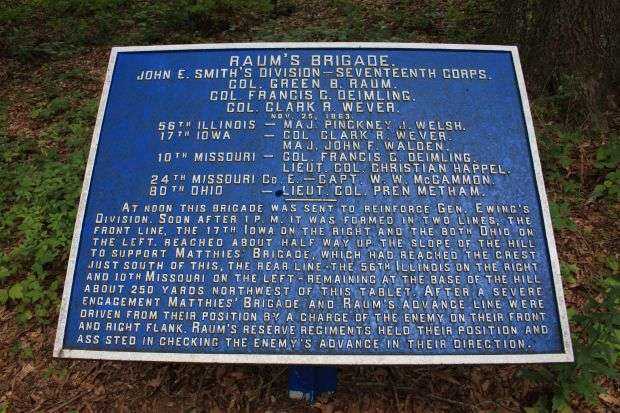 RAUM'S BRIGADE.
JOHN E. SMITH'S DIVISION — SEVENTEENTH CORPS.
COL. GREEN B. RAUM.
COL. FRANCIS C. DEIMLING.
COL. CLARK R. WEVER.
NOV. 25, 1863.
56TH ILLINOIS — MAJ. PINCKNEY J. WELSH.
17TH IOWA — COL. CLARK R. WEVER.
MAJ. JOHN F. WALDEN.
10TH MISSOURI — COL. FRANCIS C. DEIMLING.
LIEUT. COL. CHRISTIAN HAPPEL.
24TH MISSOURI CO. E. — CAPT. W. W. McCAMMON.
80TH OHIO — LIEUT. COL. PREN METHAM.
AT NOON THIS BRIGADE WAS SENT TO REINFORCE GEN. EWING'S
DIVISION. SOON AFTER 1 P. M. IT WAS FORMED IN TWO LINES, THE
FRONT LINE, THE 17TH IOWA ON THE RIGHT AND THE 80TH OHIO ON
THE LEFT, REACHED ABOUT HALF WAY UP THE SLOPE OF THE HILL
TO SUPPORT MATTHIES' BRIGADE, WHICH HAD REACHED THE CREST
JUST SOUTH OF THIS, THE REAR LINE - THE 56TH ILLINOIS ON THE RIGHT
AND 10TH MISSOURI ON THE LEFT - REMAINING AT THE BASE OF THE HILL
ABOUT 250 YARDS NORTHWEST OF THIS TABLET. AFTER A SEVERE
ENGAGEMENT MATTHIES' BRIGADE AND RAUM'S ADVANCE LINE WERE
DRIVEN FROM THEIR POSITION BY A CHARGE OF THE ENEMY ON THEIR FRONT
AND RIGHT FLANK. RAUM'S RESERVE REGIMENTS HELD THEIR POSITION AND
ASSISTED IN CHECKING THE ENEMY'S ADVANCE IN THEIR DIRECTION.